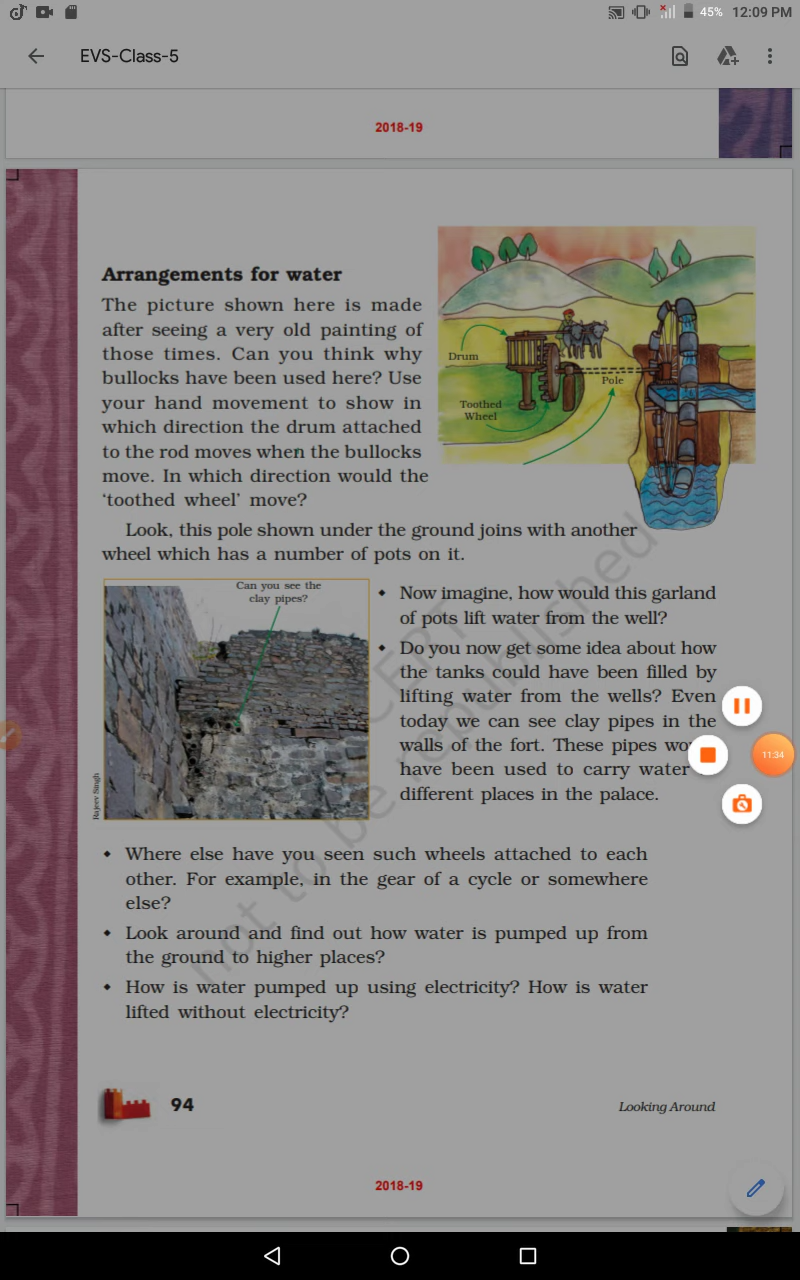 45% 12:09 PM
EVS-Class-5
2018-19
Arrangements for water
The picture shown here is made
after seeing a very old painting of
those times. Can you think why
bullocks have been used here? Use
your hand movement to show in
which direction the drum attached
to the rod moves when the bullocks
move. In which direction would the
‘toothed wheel’ move?
Drum
Pole
Toothed
Wheel
Look, this pole shown under the ground joins with another
wheel which has a number of pots on it.
Can you see the
clay pipes?
Rajeev Singh
• Now imagine, how would this garland
of pots lift water from the well?
• Do you now get some idea about how
the tanks could have been filled by
lifting water from the wells? Even
today we can see clay pipes in the
walls of the fort. These pipes
have been used to carry water
different places in the palace.
11:34
• Where else have you seen such wheels attached to each
other. For example, in the gear of a cycle or somewhere
else?
• Look around and find out how water is pumped up from
the ground to higher places?
• How is water pumped up using electricity? How is water
lifted without electricity?
not to be republished
94
Looking Around
2018-19